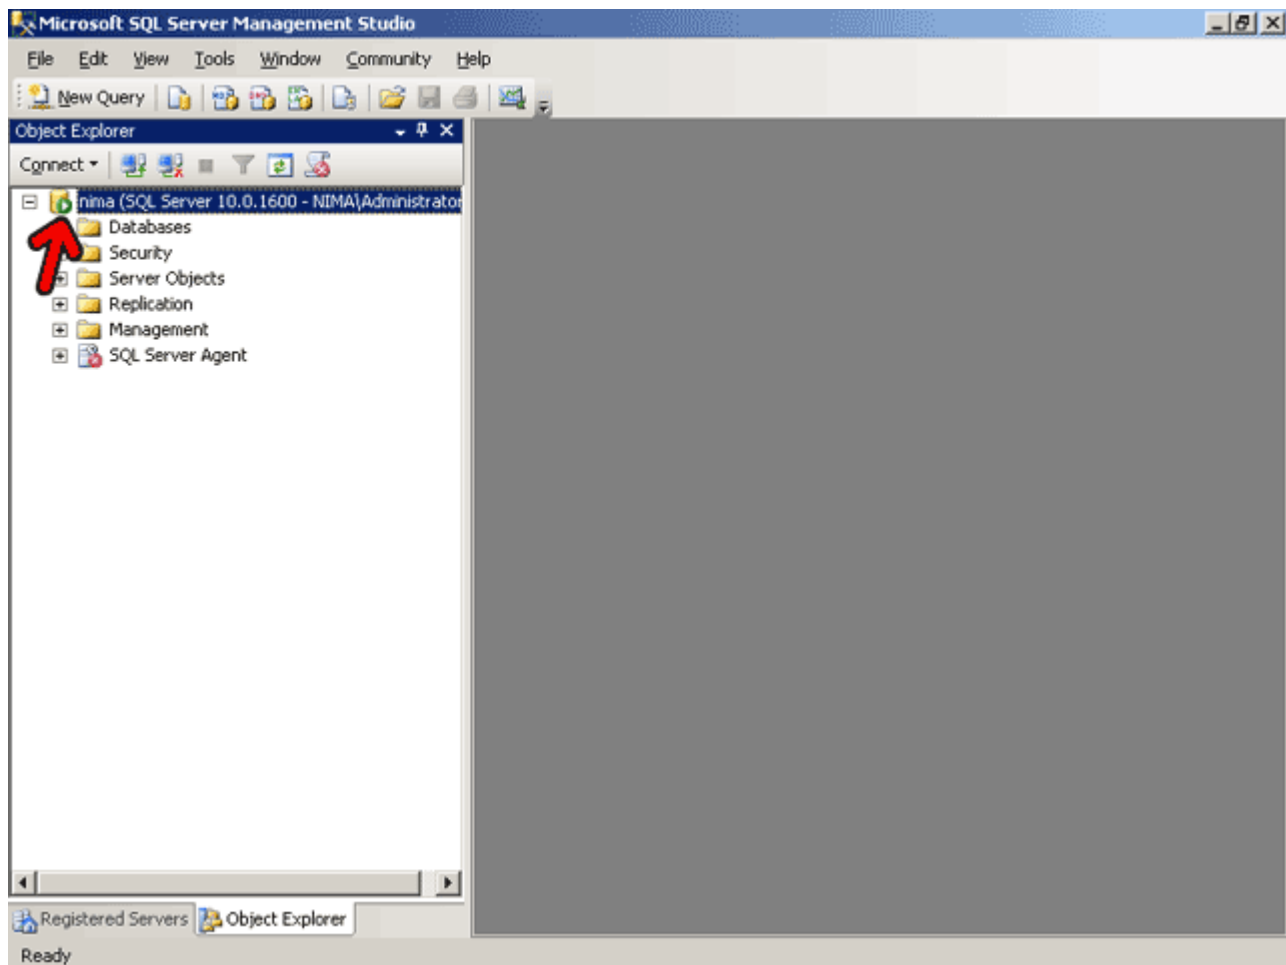 Microsoft SQL Server Management Studio
File Edit View Tools Window Community Help
New Query
Object Explorer
Connect
nima (SQL Server 10.0.1600 - NIMA\Administrator
Databases
Security
Server Objects
Replication
Management
SQL Server Agent
Registered Servers Object Explorer
Ready